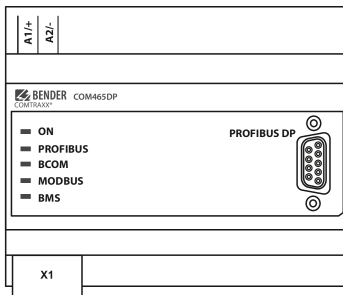 A1/+
A2/-
BENDER COM465DP
COMTRAXX®
ON
PROFIBUS
BCOM
MODBUS
BMS
PROFIBUS DP
X1